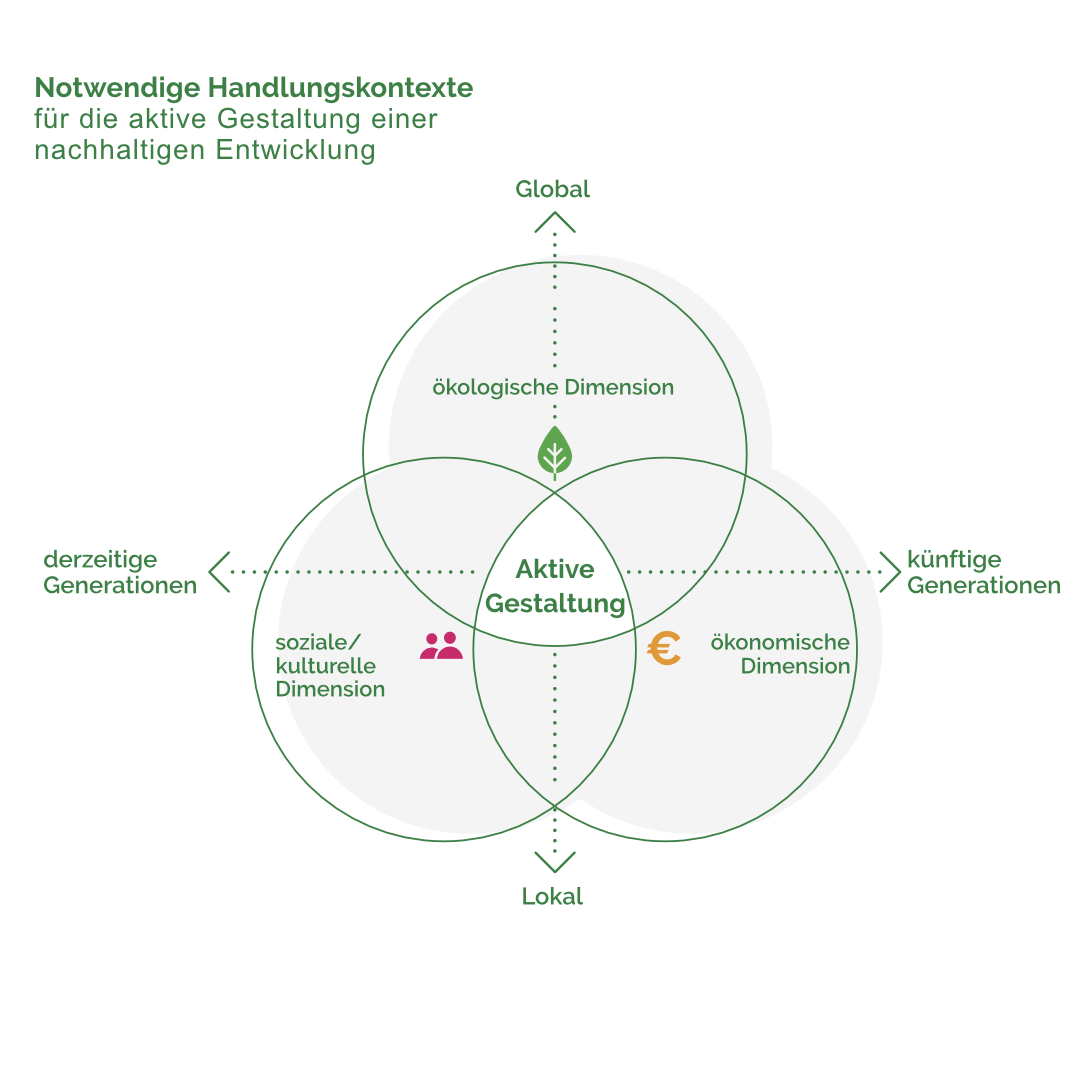 Notwendige Handlungskontexte
für die aktive Gestaltung einer
nachhaltigen Entwicklung
Global
ökologische Dimension
derzeitige
Generationen
Aktive
Gestaltung
künftige
Generationen
soziale/
kulturelle
Dimension
ökonomische
Dimension
Lokal